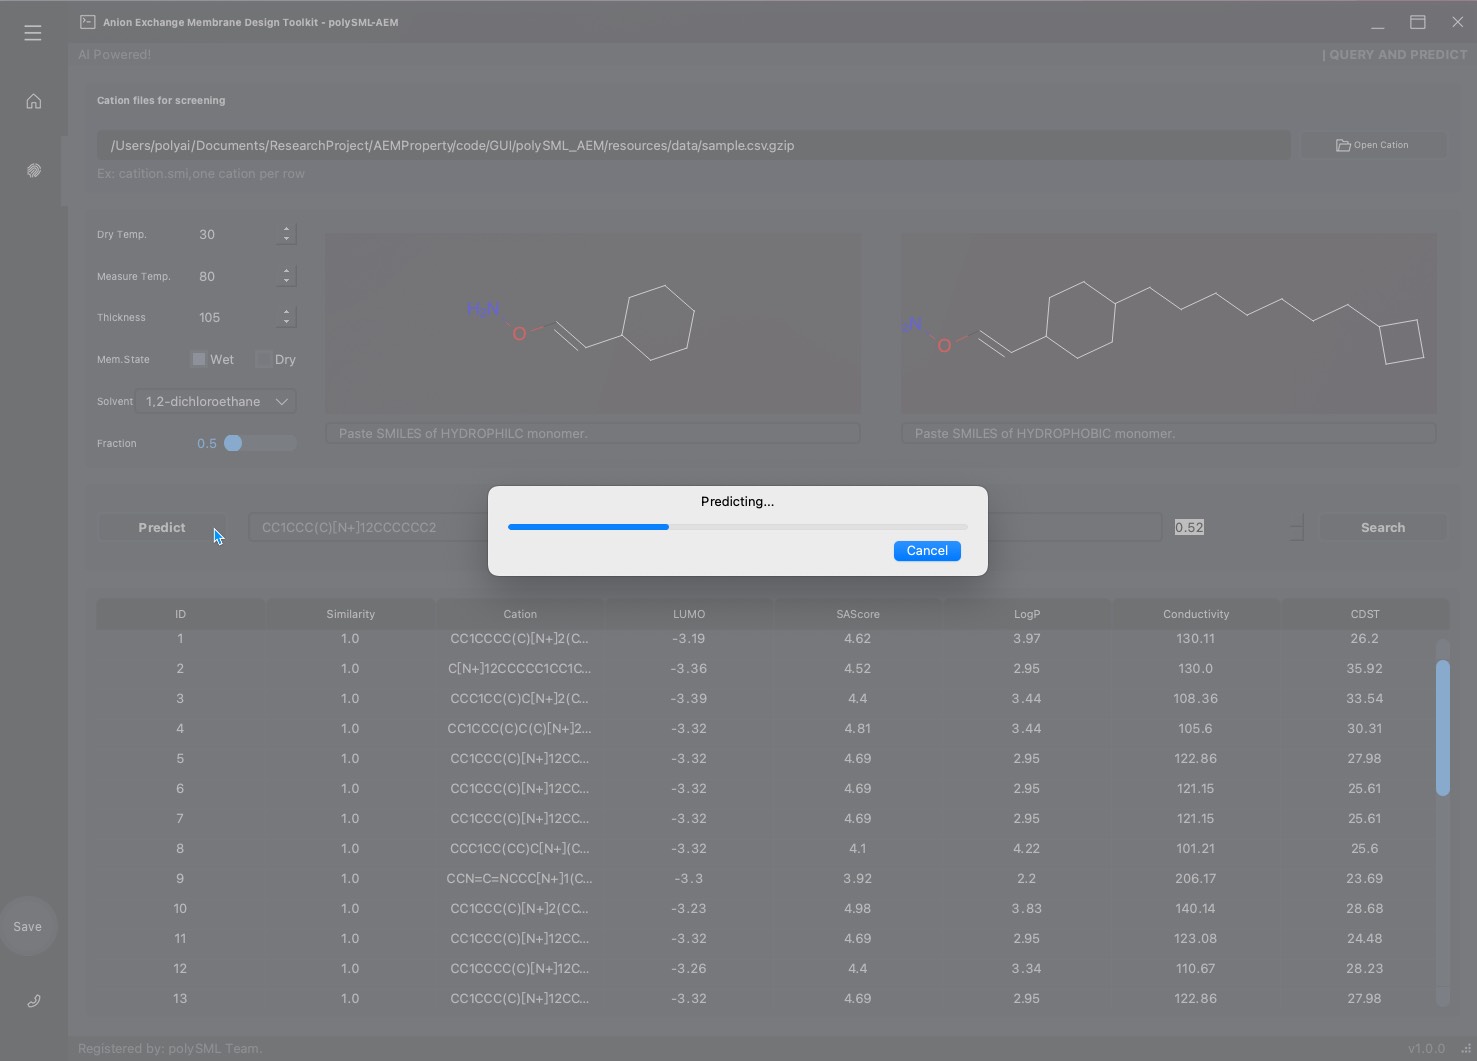 Anion Exchange Membrane Design Toolkit - polySML-AEM
AI Powered!
| QUERY AND PREDICT
Cation files for screening
/Users/polyai/Documents/ResearchProject/AEMProperty/code/GUI/polySML_AEM/resources/data/sample.csv.gzip
Open Cation
Ex: catition.smi,one cation per row
Dry Temp. 30
Measure Temp. 80
Thickness 105
Mem.State Wet Dry
Solvent 1,2-dichloroethane
Fraction 0.5
H₂N
O
Paste SMILES of HYDROPHILC monomer.
₂N
O
Paste SMILES of HYDROPHOBIC monomer.
Predicting...
Cancel
Predict CC1CCC(C)[N+]12CCCCCC2 0.52 Search
ID Similarity Cation LUMO SAScore LogP Conductivity CDST
1 1.0 CC1CCCC(C)[N+]2(C... -3.19 4.62 3.97 130.11 26.2
2 1.0 C[N+]12CCCCC1CC1C... -3.36 4.52 2.95 130.0 35.92
3 1.0 CCC1CC(C)C[N+]2(C... -3.39 4.4 3.44 108.36 33.54
4 1.0 CC1CCC(C)C(C)[N+]2... -3.32 4.81 3.44 105.6 30.31
5 1.0 CC1CCC(C)[N+]12CC... -3.32 4.69 2.95 122.86 27.98
6 1.0 CC1CCC(C)[N+]12CC... -3.32 4.69 2.95 121.15 25.61
7 1.0 CC1CCC(C)[N+]12CC... -3.32 4.69 2.95 121.15 25.61
8 1.0 CCC1CC(CC)C[N+](C... -3.32 4.1 4.22 101.21 25.6
9 1.0 CCN=C=NCCC[N+]1(C... -3.3 3.92 2.2 206.17 23.69
10 1.0 CC1CCC(C)[N+]2(CC... -3.23 4.98 3.83 140.14 28.68
11 1.0 CC1CCC(C)[N+]12CC... -3.32 4.69 2.95 123.08 24.48
12 1.0 CC1CCCC(C)[N+]12C... -3.26 4.4 3.34 110.67 28.23
13 1.0 CC1CCC(C)[N+]12CC... -3.32 4.69 2.95 122.86 27.98
Save
Registered by: polySML Team.
v1.0.0